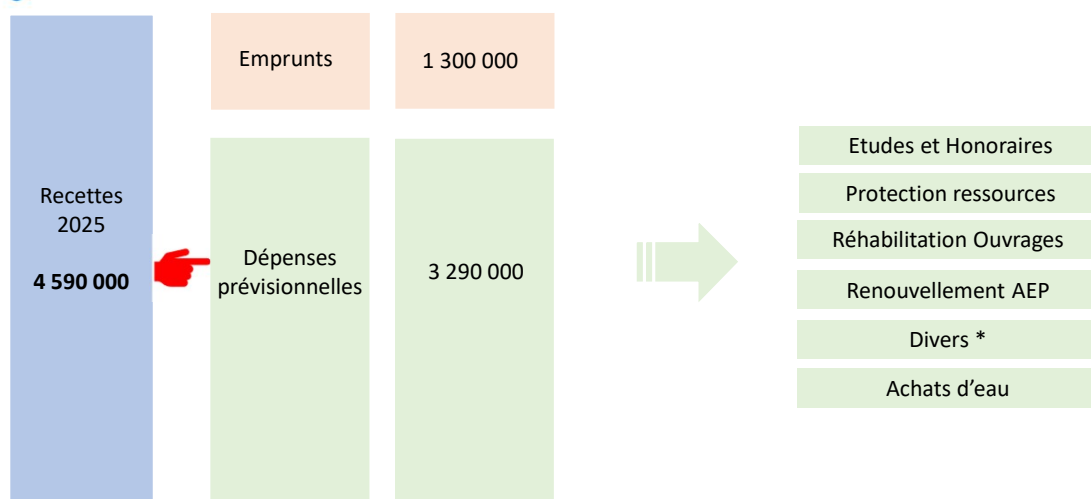 Emprunts
1 300 000
Recettes
2025
4 590 000
Dépenses
prévisionnelles
3 290 000
Etudes et Honoraires
Protection ressources
Réhabilitation Ouvrages
Renouvellement AEP
Divers *
Achats d’eau